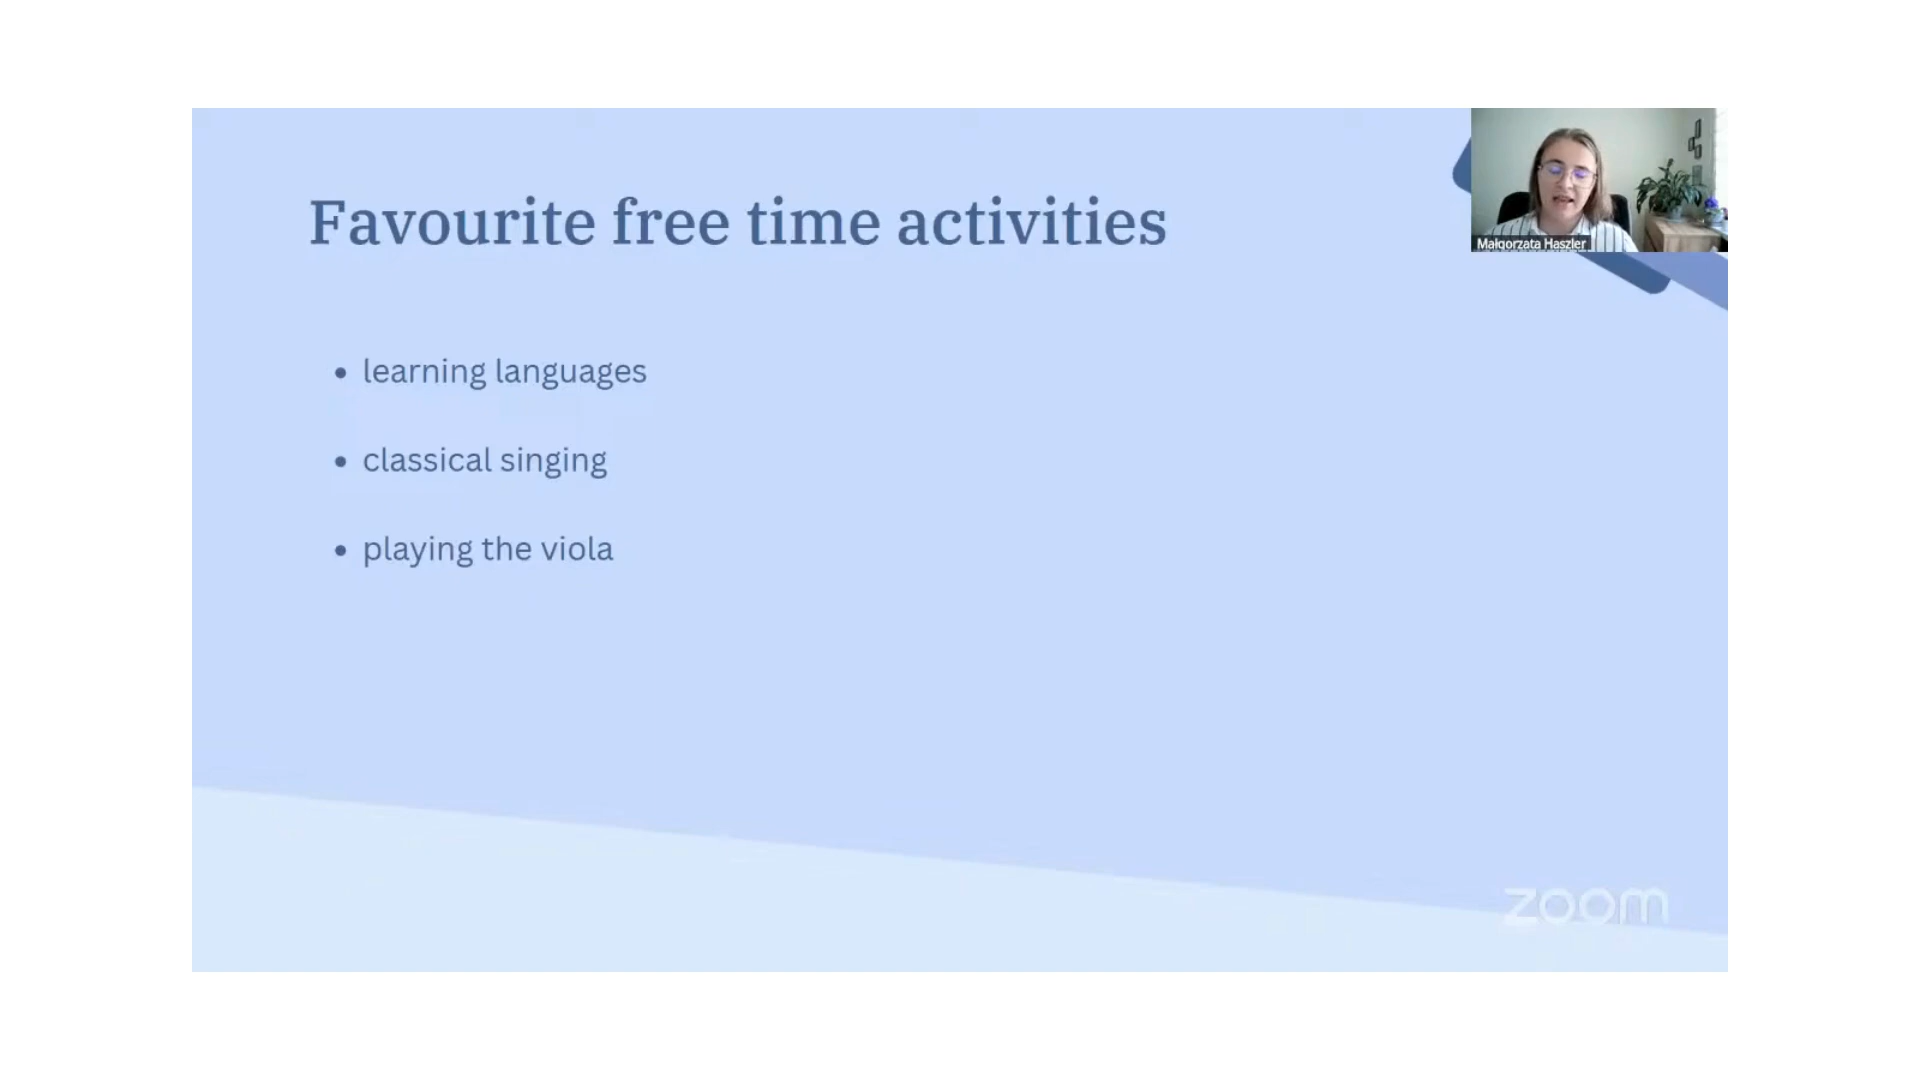 Favourite free time activities
Małgorzata Haszler
• learning languages
• classical singing
• playing the viola
zoom